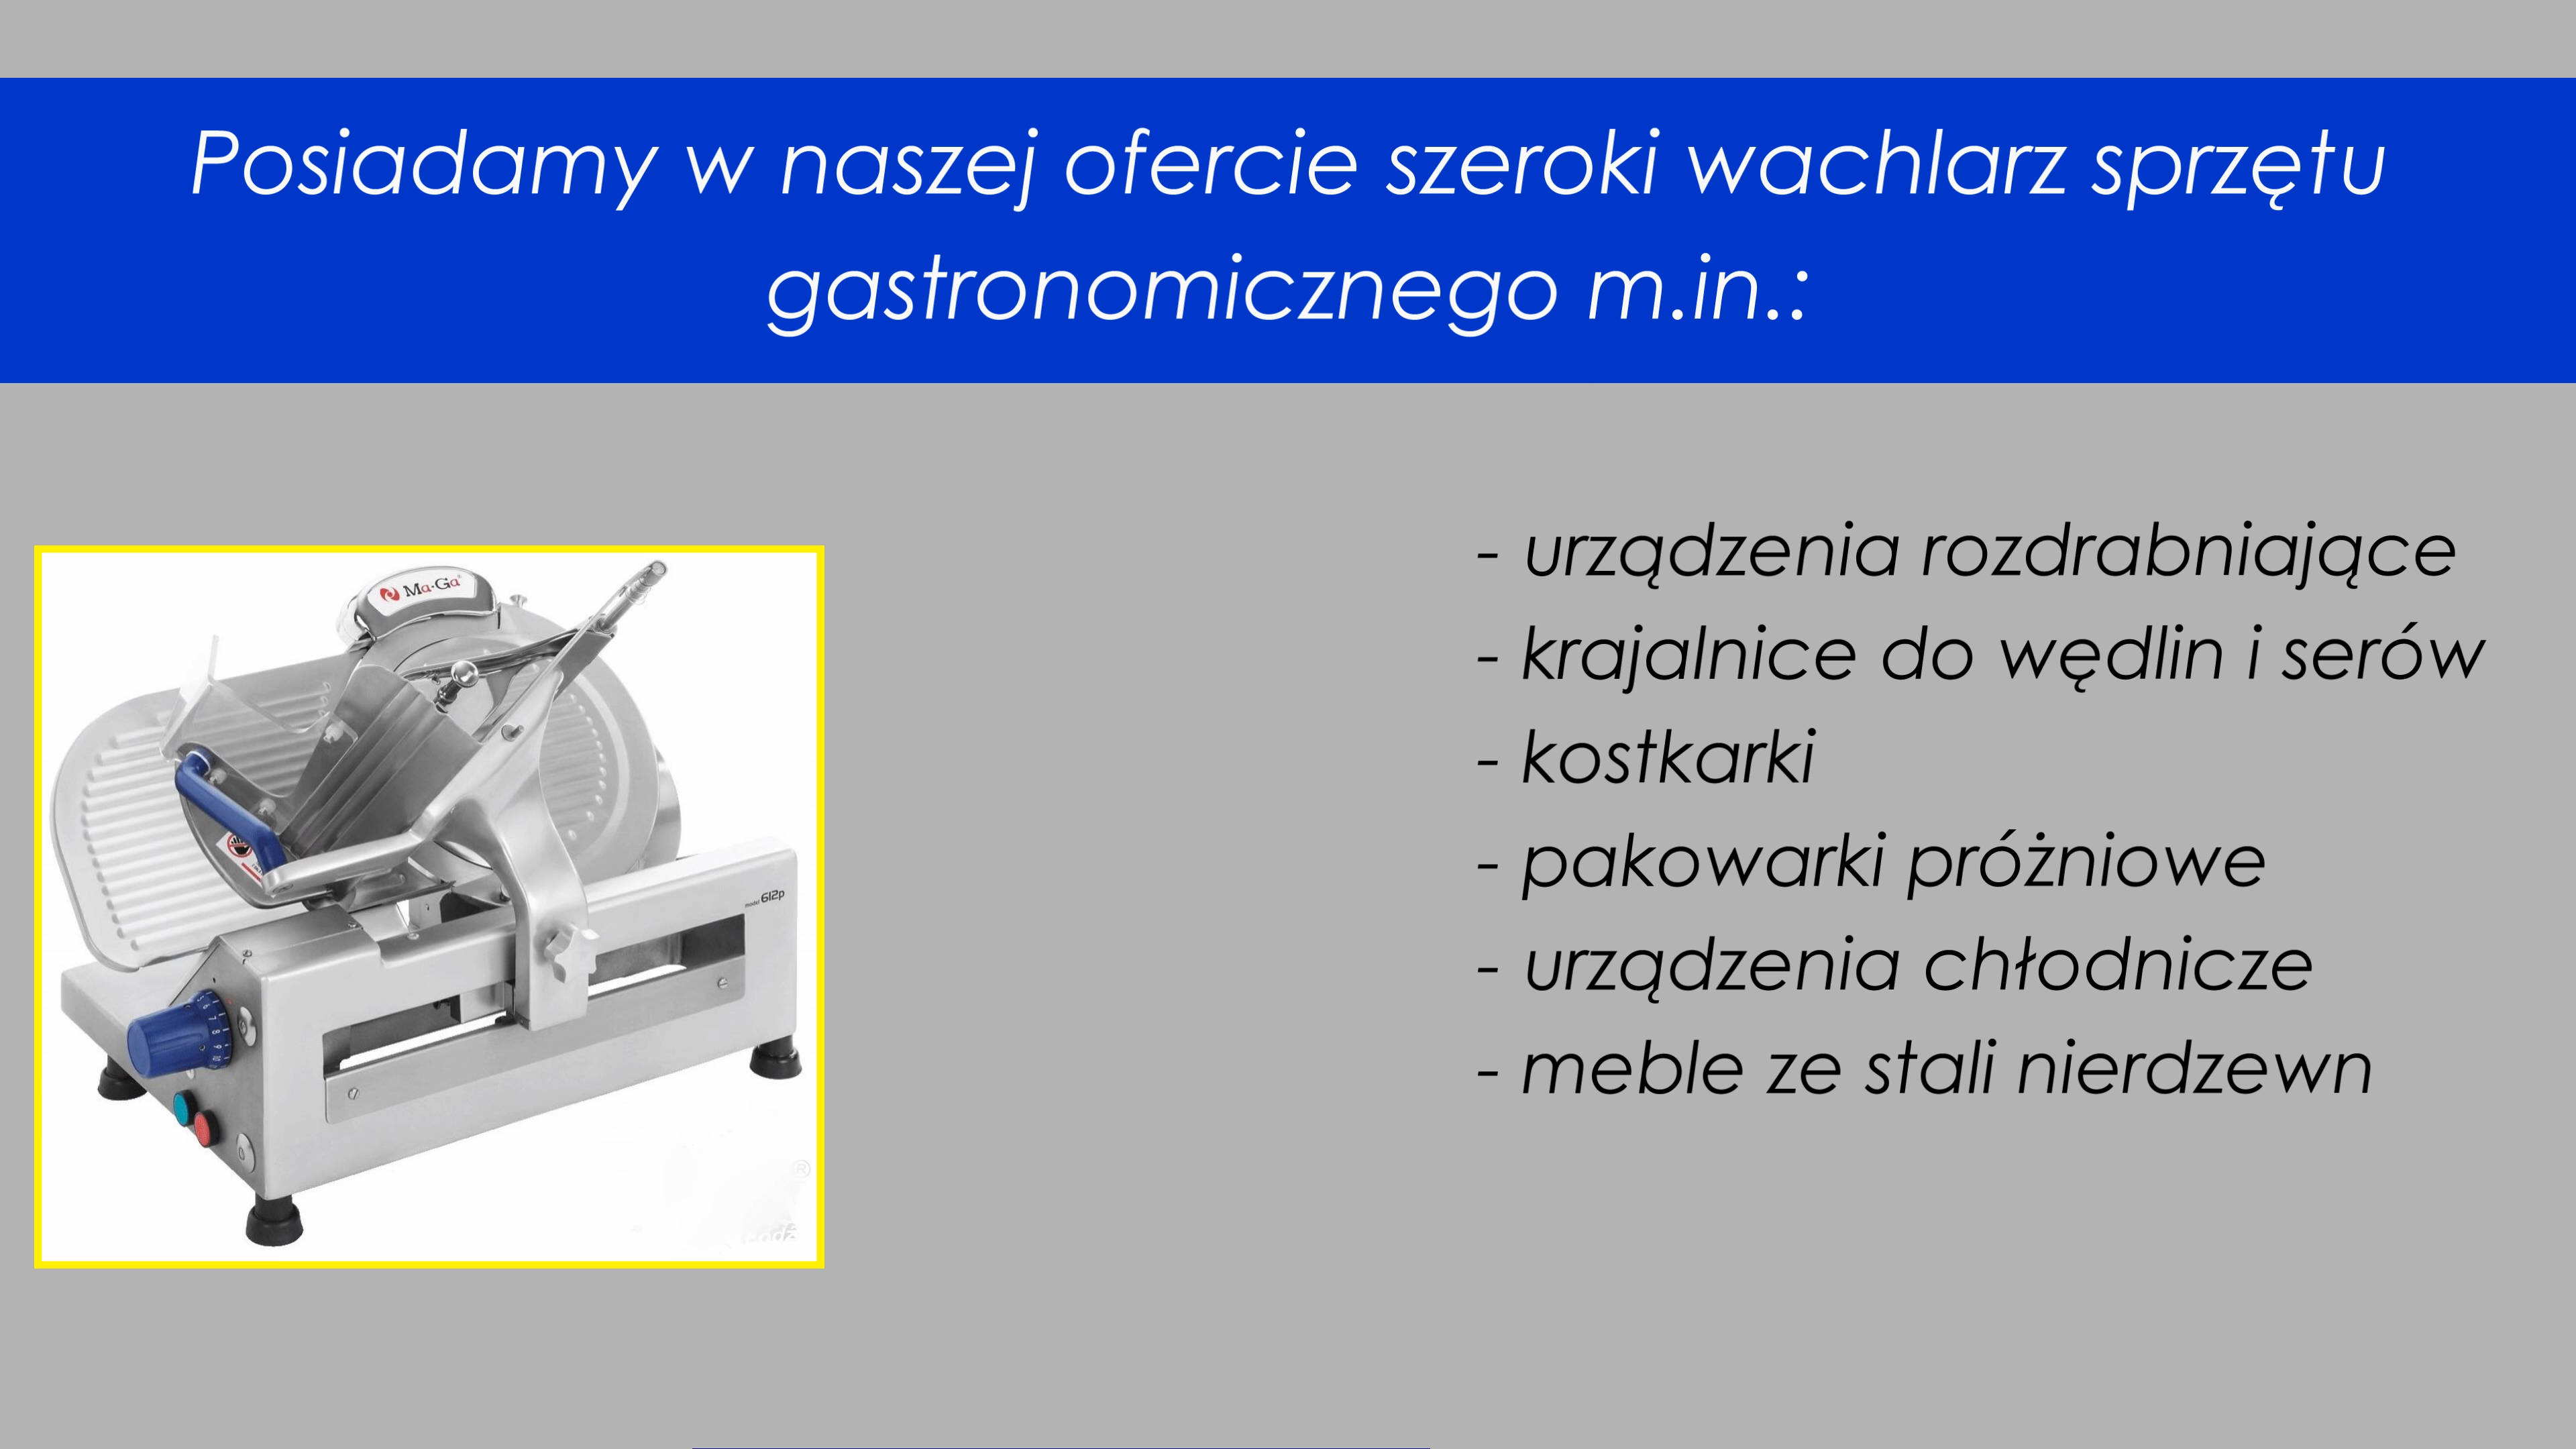 Posiadamy w naszej ofercie szeroki wachlarz sprzętu
gastronomicznego m.in.:
Ma-Ga
model 612p
- urządzenia rozdrabniające
- krajalnice do wędlin i serów
- kostkarki
- pakowarki próżniowe
- urządzenia chłodnicze
- meble ze stali nierdzewn